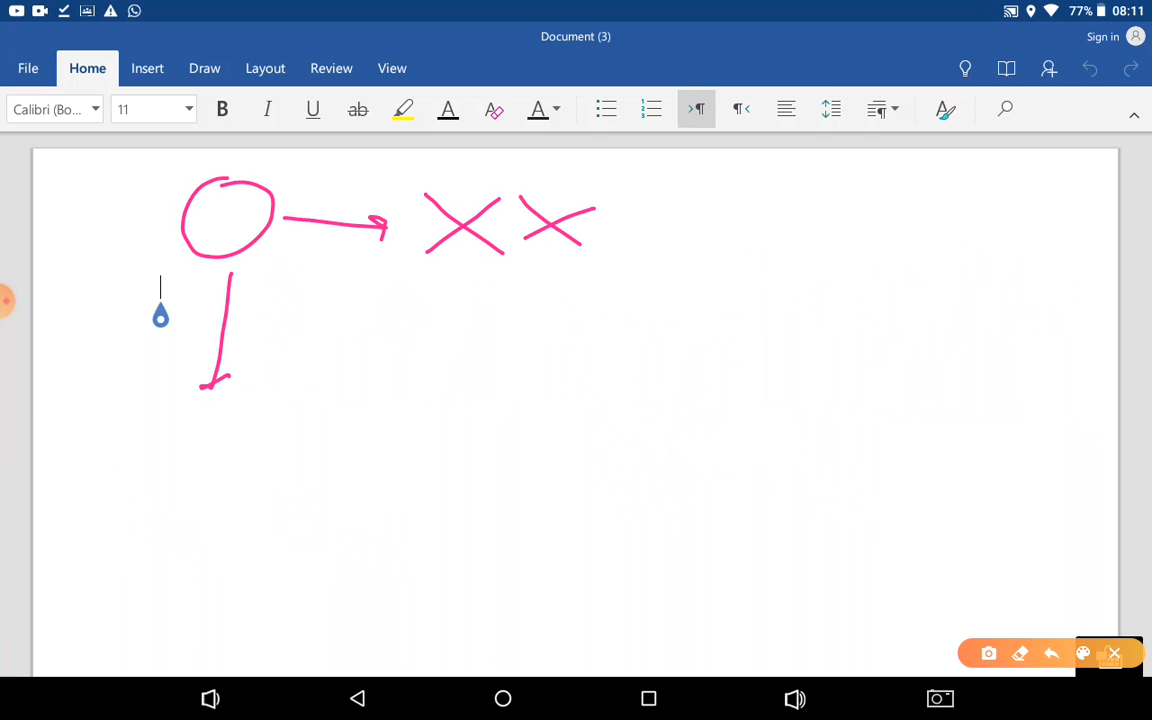 77% 08:11
Document (3)
Sign in
File Home Insert Draw Layout Review View
Calibri (Bo... 11 B I U ab A A A
X X